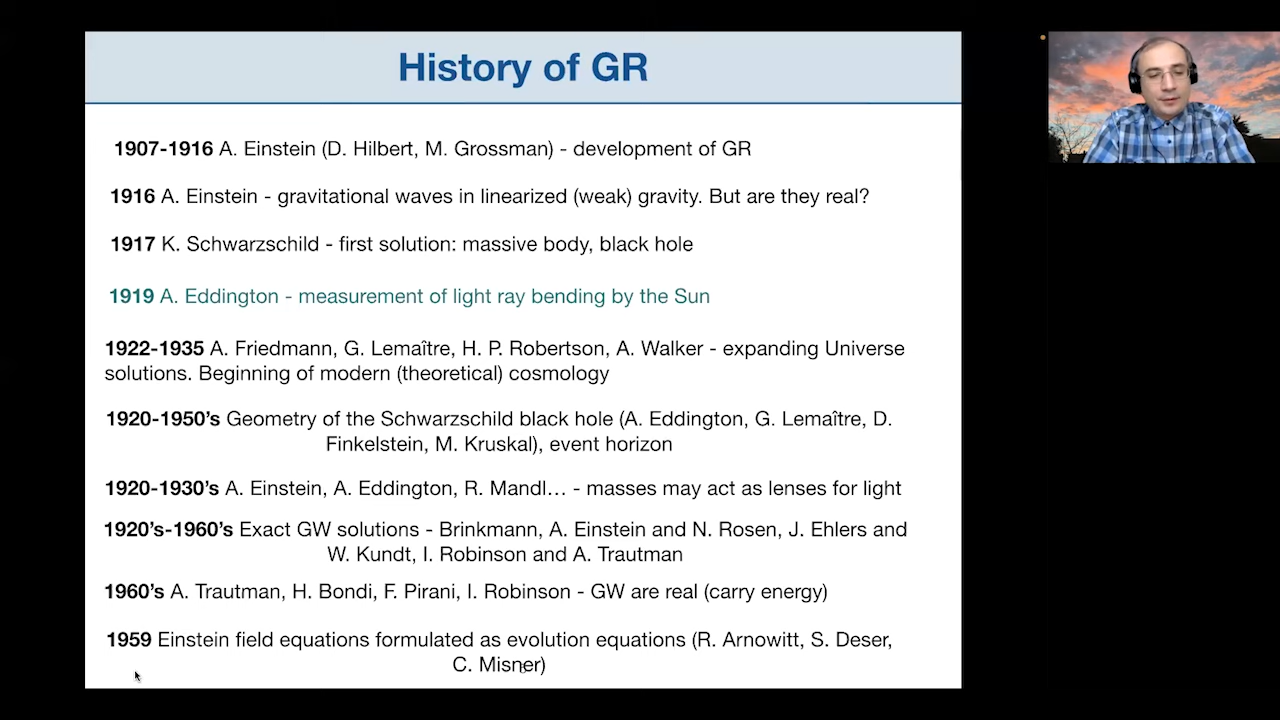 History of GR
1907-1916 A. Einstein (D. Hilbert, M. Grossman) - development of GR
1916 A. Einstein - gravitational waves in linearized (weak) gravity. But are they real?
1917 K. Schwarzschild - first solution: massive body, black hole
1919 A. Eddington - measurement of light ray bending by the Sun
1922-1935 A. Friedmann, G. Lemaître, H. P. Robertson, A. Walker - expanding Universe
solutions. Beginning of modern (theoretical) cosmology
1920-1950's Geometry of the Schwarzschild black hole (A. Eddington, G. Lemaître, D.
Finkelstein, M. Kruskal), event horizon
1920-1930's A. Einstein, A. Eddington, R. Mandl… - masses may act as lenses for light
1920's-1960's Exact GW solutions - Brinkmann, A. Einstein and N. Rosen, J. Ehlers and
W. Kundt, I. Robinson and A. Trautman
1960's A. Trautman, H. Bondi, F. Pirani, I. Robinson - GW are real (carry energy)
1959 Einstein field equations formulated as evolution equations (R. Arnowitt, S. Deser,
C. Misner)